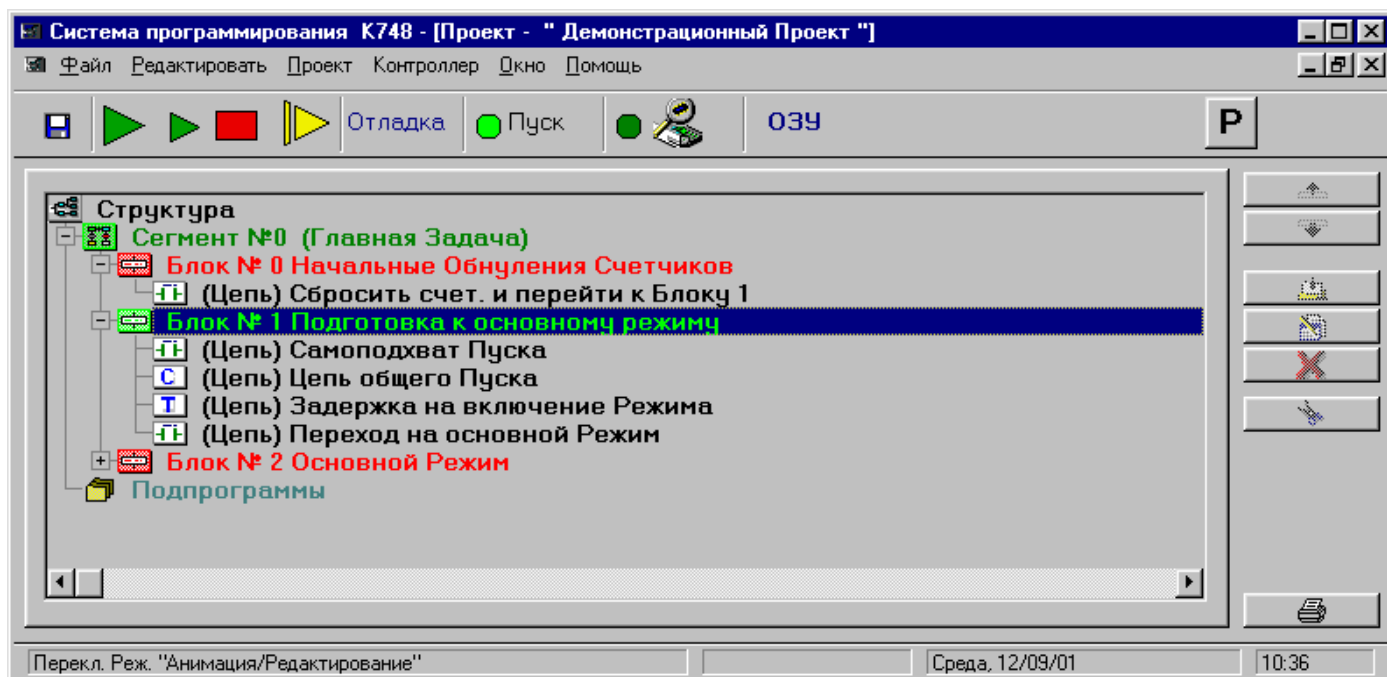 Система программирования K748 - [Проект - " Демонстрационный Проект "]
Файл Редактировать Проект Контроллер Окно Помощь
Отладка Пуск ОЗУ P
Структура
Сегмент №0 (Главная Задача)
Блок № 0 Начальные Обнуления Счетчиков
(Цепь) Сбросить счет. и перейти к Блоку 1
Блок № 1 Подготовка к основному режиму
(Цепь) Самоподхват Пуска
C (Цепь) Цепь общего Пуска
T (Цепь) Задержка на включение Режима
(Цепь) Переход на основной Режим
Блок № 2 Основной Режим
Подпрограммы
Перекл. Реж. "Анимация/Редактирование" Среда, 12/09/01 10:36